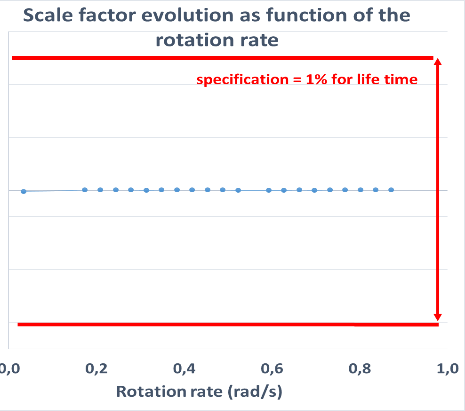 Scale factor evolution as function of the
rotation rate
specification = 1% for life time
0,0 0,2 0,4 0,6 0,8 1,0
Rotation rate (rad/s)